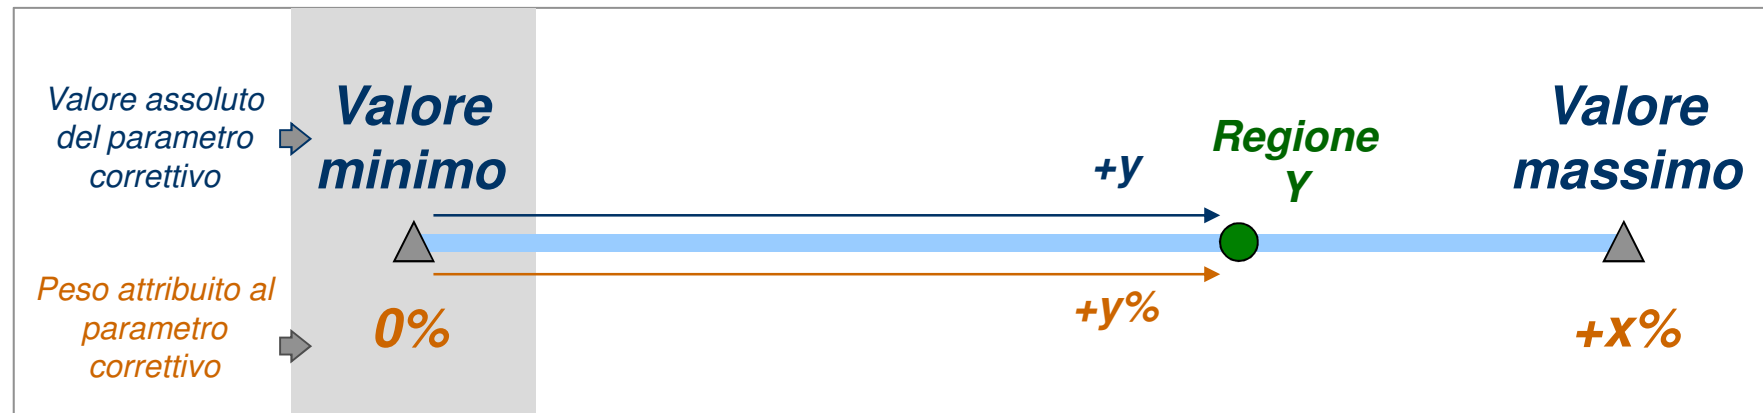 Valore assoluto
del parametro
correttivo
Valore
minimo
+y
Regione
Y
Valore
massimo
Peso attribuito al
parametro
correttivo
0%
+y%
+x%